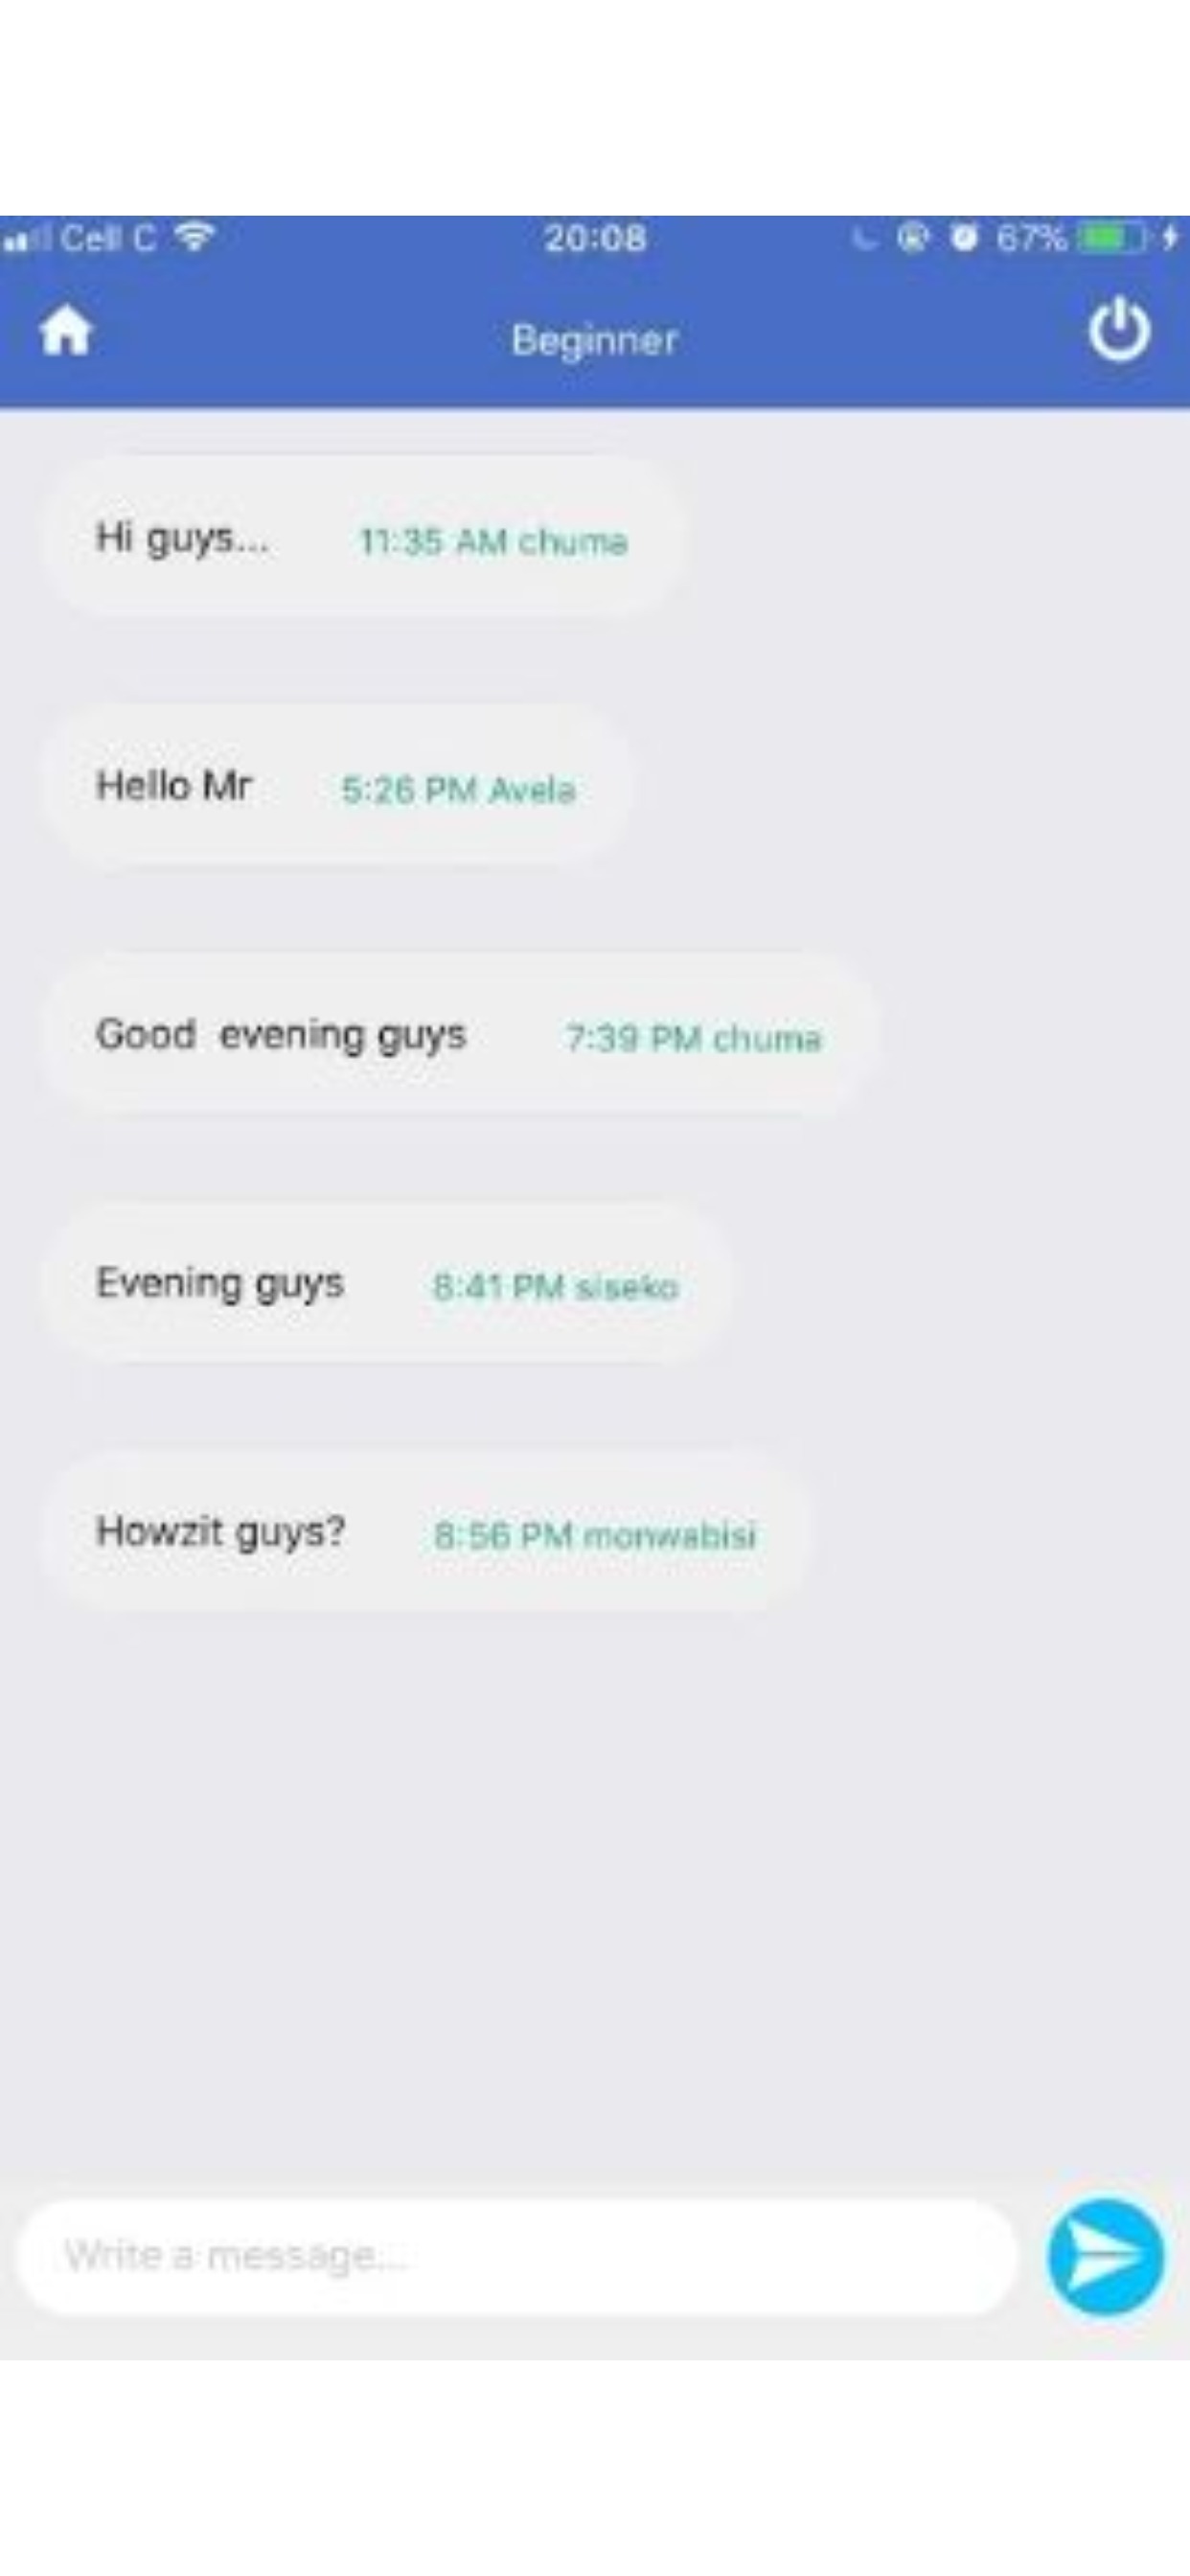 Cell C 20:08 67%
Beginner
Hi guys... 11:35 AM chuma
Hello Mr 5:26 PM Avela
Good evening guys 7:39 PM chuma
Evening guys 8:41 PM siseko
Howzit guys? 8:56 PM monwabisi
Write a message...